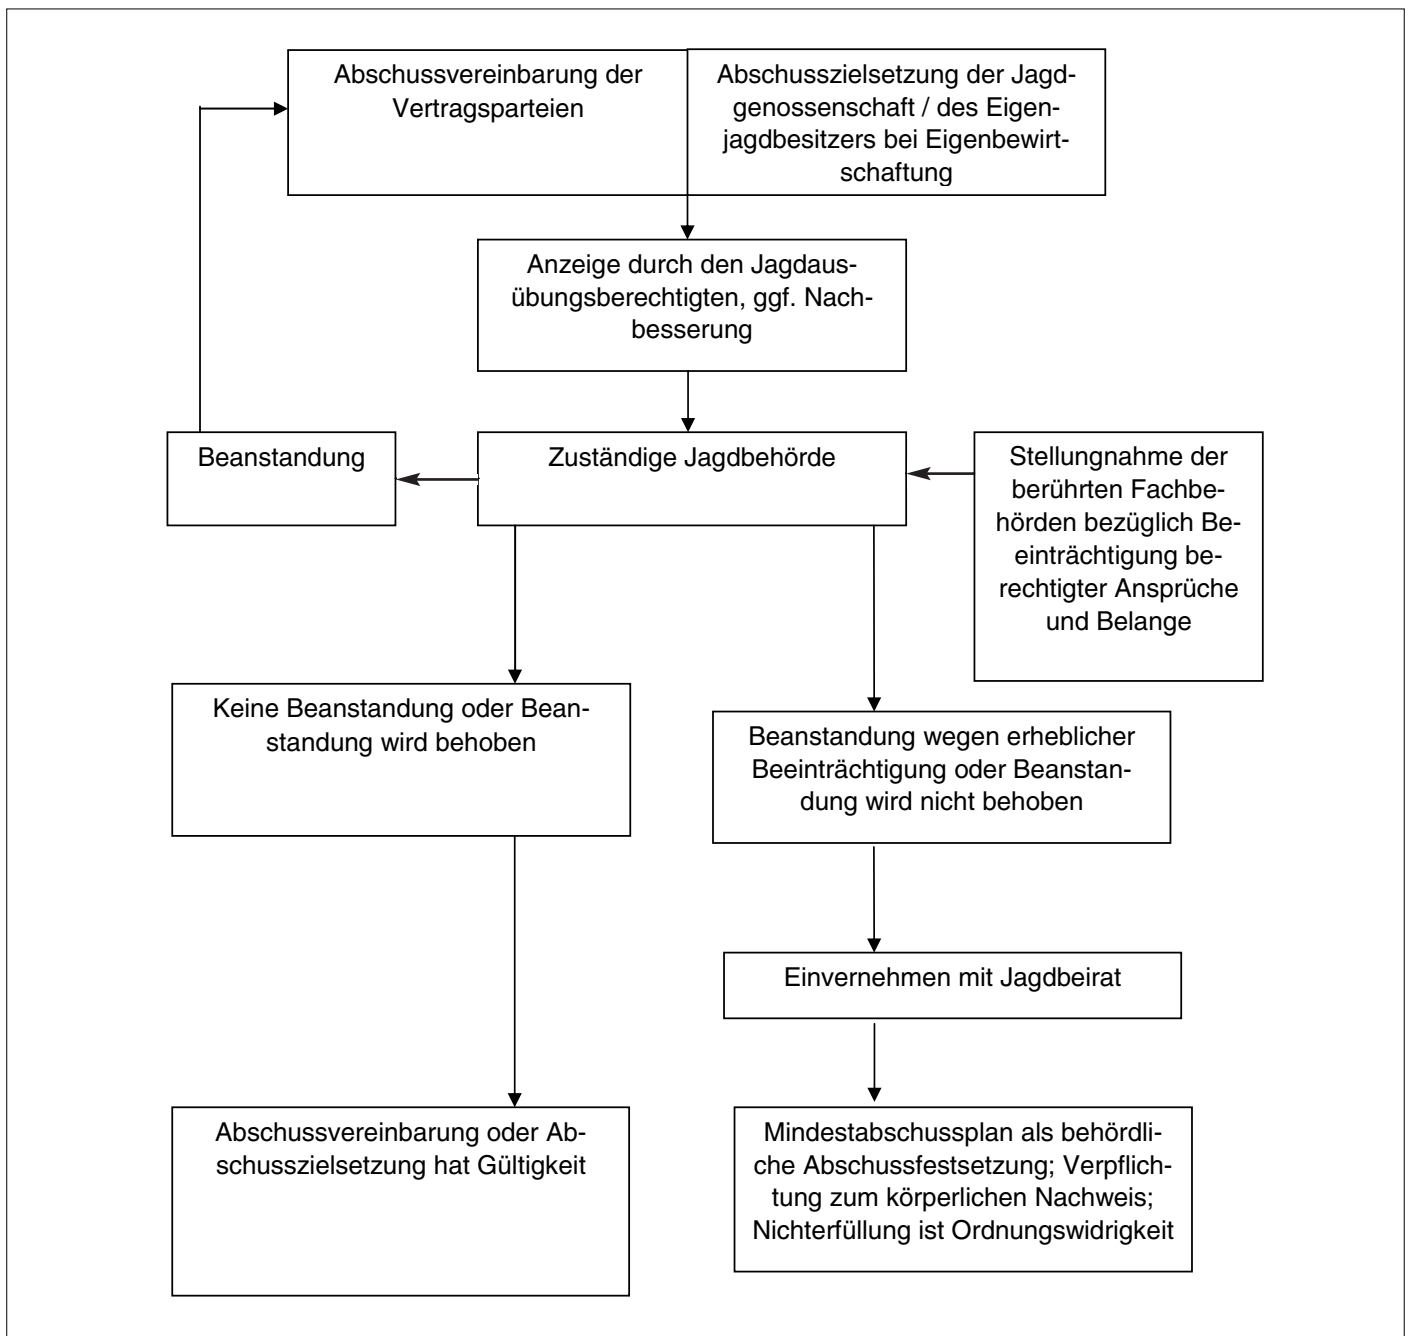 Abschussvereinbarung der
Vertragsparteien
Abschusszielsetzung der Jagd-
genossenschaft / des Eigen-
jagdbesitzers bei Eigenbewirt-
schaftung
Anzeige durch den Jagdaus-
übungsberechtigten, ggf. Nach-
besserung
Beanstandung
Zuständige Jagdbehörde
Stellungnahme der
berührten Fachbe-
hörden bezüglich Be-
einträchtigung be-
rechtigter Ansprüche
und Belange
Keine Beanstandung oder Bean-
standung wird behoben
Beanstandung wegen erheblicher
Beeinträchtigung oder Beanstan-
dung wird nicht behoben
Einvernehmen mit Jagdbeirat
Abschussvereinbarung oder Ab-
schusszielsetzung hat Gültigkeit
Mindestabschussplan als behördli-
che Abschussfestsetzung; Verpflich-
tung zum körperlichen Nachweis;
Nichterfüllung ist Ordnungswidrigkeit